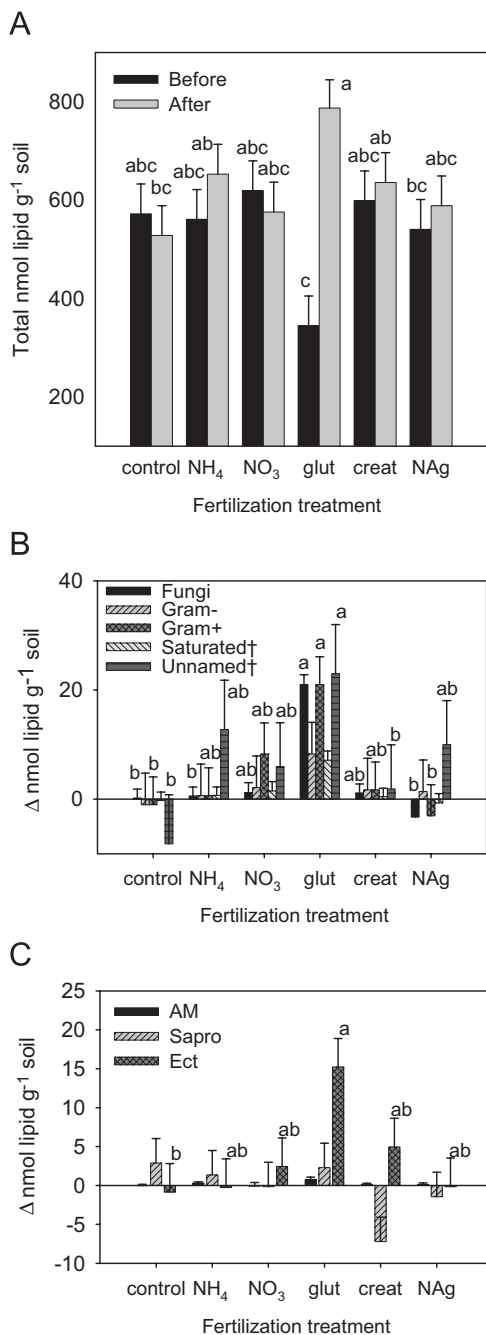 A
Before
After
800
600
400
200
Total nmol lipid g⁻¹ soil
abc bc abc ab abc abc c a abc ab bc abc
control NH₄ NO₃ glut creat NAg
Fertilization treatment
B
40
20
0
Δ nmol lipid g⁻¹ soil
Fungi
Gram-
Gram+
Saturated†
Unnamed†
b b b b ab ab ab ab ab a a a ab ab b b b ab
control NH₄ NO₃ glut creat NAg
Fertilization treatment
C
25
20
15
10
5
0
-5
-10
Δ nmol lipid g⁻¹ soil
AM
Sapro
Ect
b ab ab a ab ab
control NH₄ NO₃ glut creat NAg
Fertilization treatment